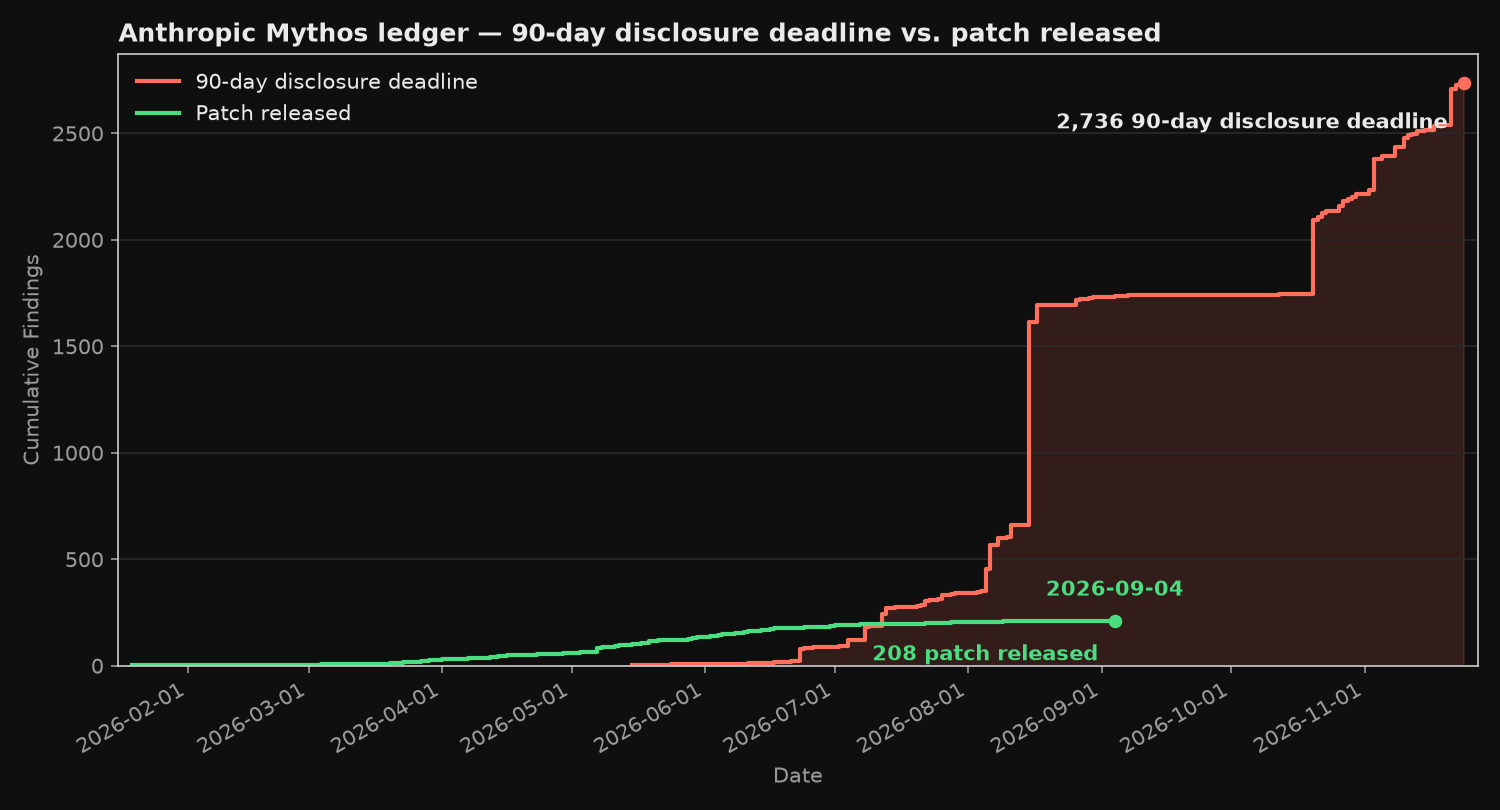 Anthropic Mythos ledger — 90-day disclosure deadline vs. patch released
90-day disclosure deadline
Patch released
2,736 90-day disclosure deadline
2500
2000
1500
1000
500
0
Cumulative Findings
2026-09-04
208 patch released
2026-02-01
2026-03-01
2026-04-01
2026-05-01
2026-06-01
2026-07-01
2026-08-01
2026-09-01
2026-10-01
2026-11-01
Date